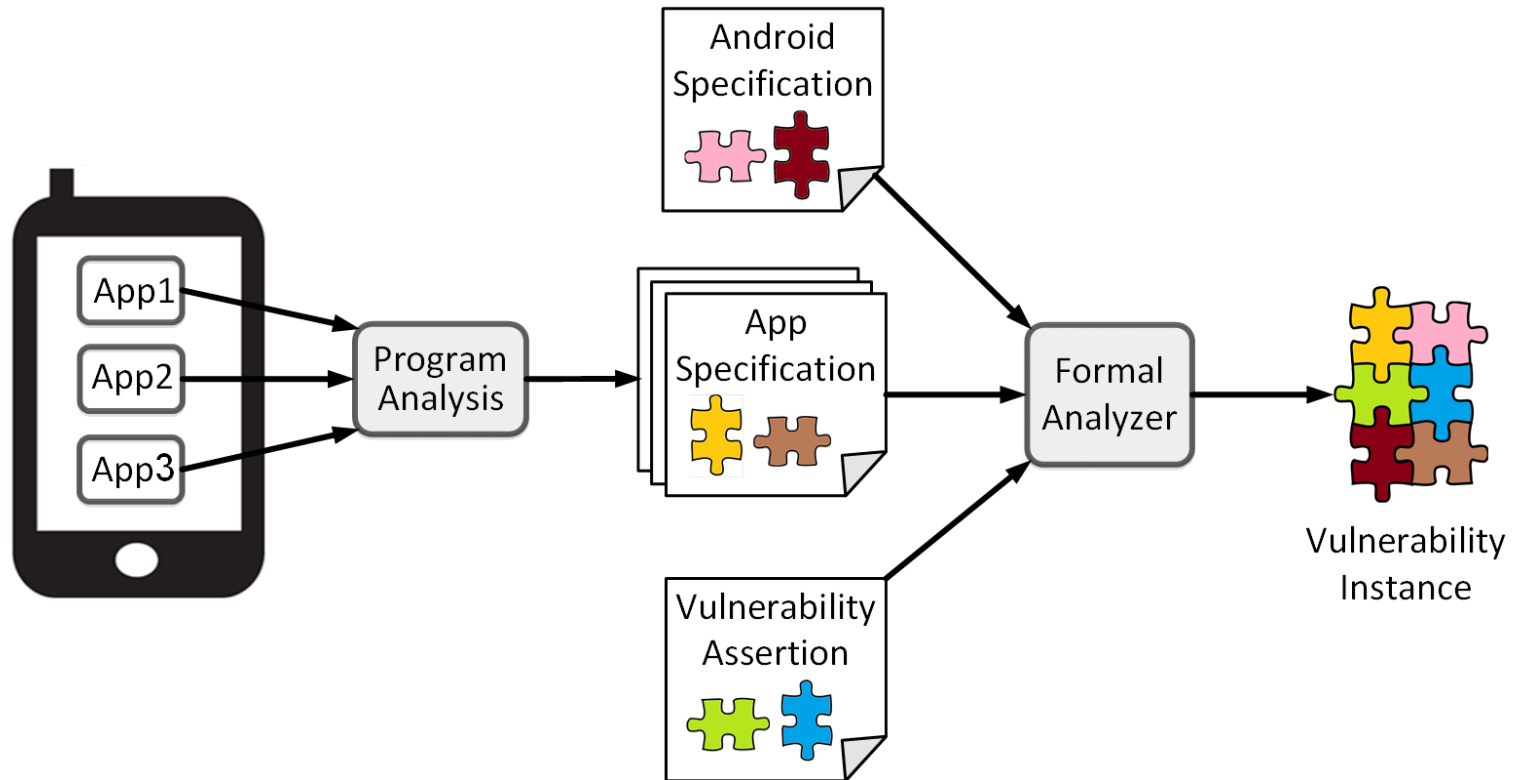 Android
Specification
App1
App2
App3
Program
Analysis
App
Specification
Formal
Analyzer
Vulnerability
Assertion
Vulnerability
Instance